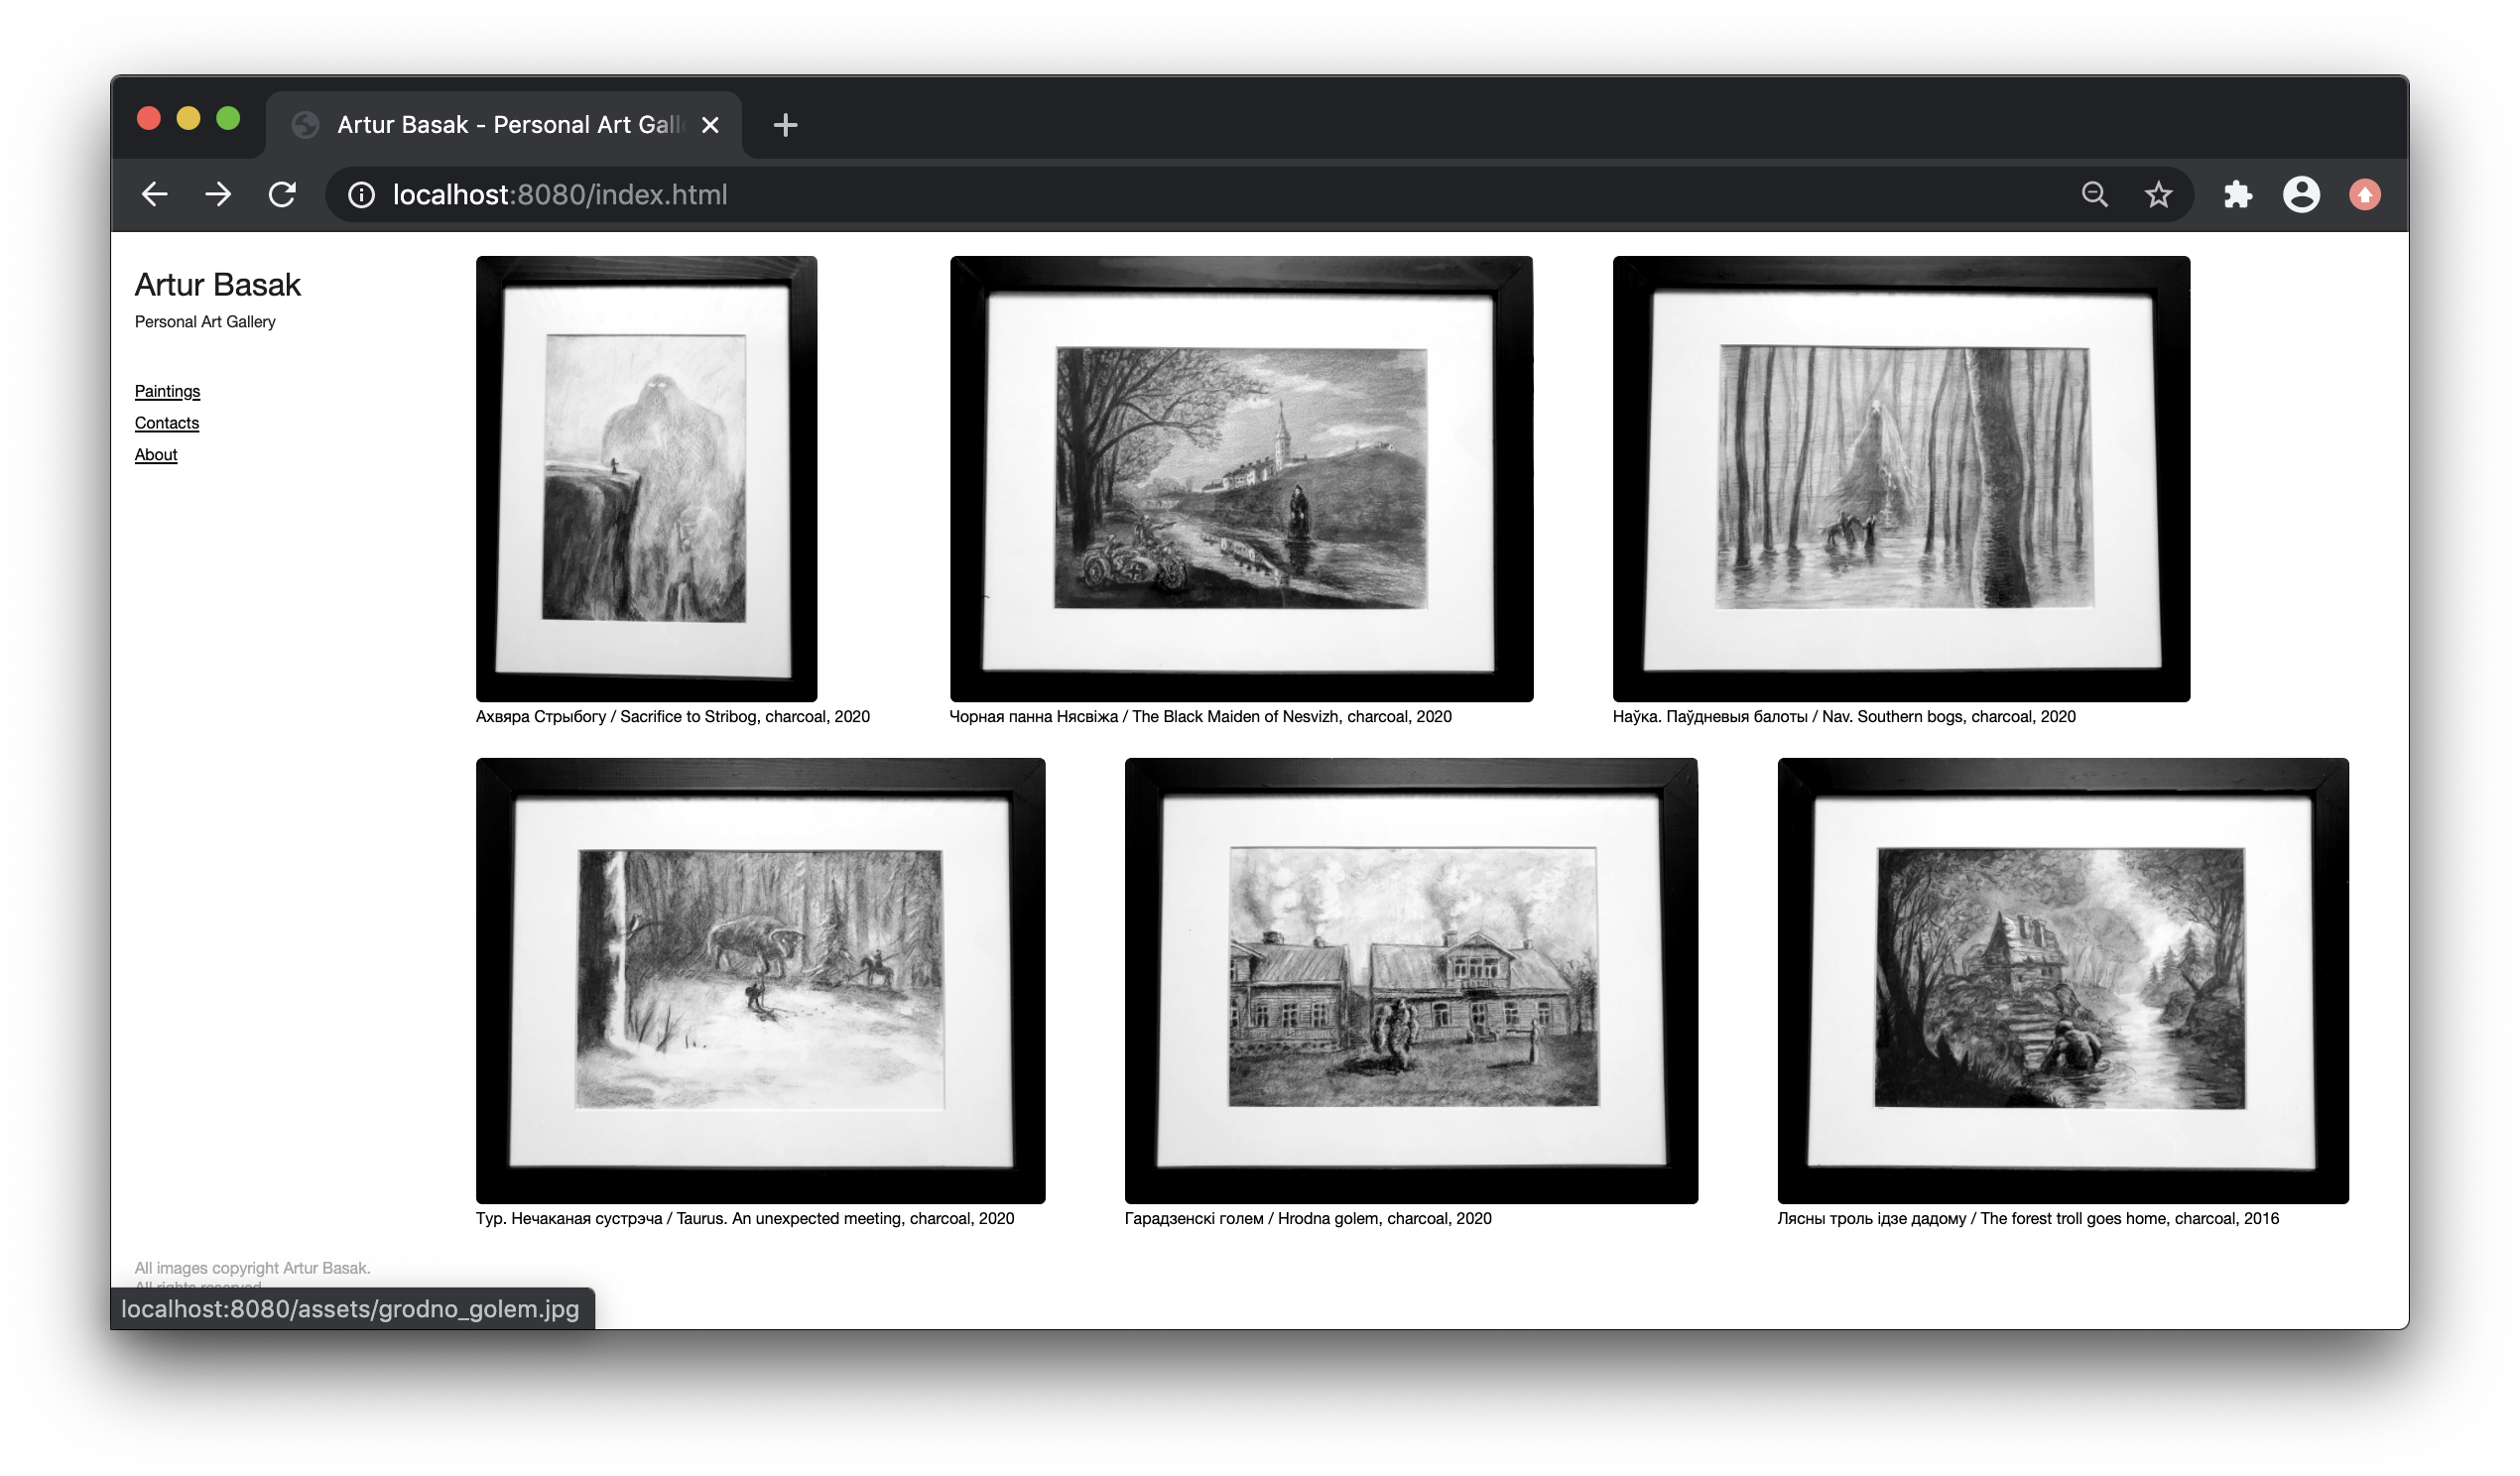 Artur Basak - Personal Art Gall
localhost:8080/index.html
Artur Basak
Personal Art Gallery
Paintings
Contacts
About
Ахвяра Стрыбогу / Sacrifice to Stribog, charcoal, 2020
Чорная панна Нясвіжа / The Black Maiden of Nesvizh, charcoal, 2020
Наўка. Паўдневыя балоты / Nav. Southern bogs, charcoal, 2020
Тур. Нечаканая сустрэча / Taurus. An unexpected meeting, charcoal, 2020
Гарадзенскі голем / Hrodna golem, charcoal, 2020
Лясны троль ідзе дадому / The forest troll goes home, charcoal, 2016
All images copyright Artur Basak.
All rights reserved
localhost:8080/assets/grodno_golem.jpg